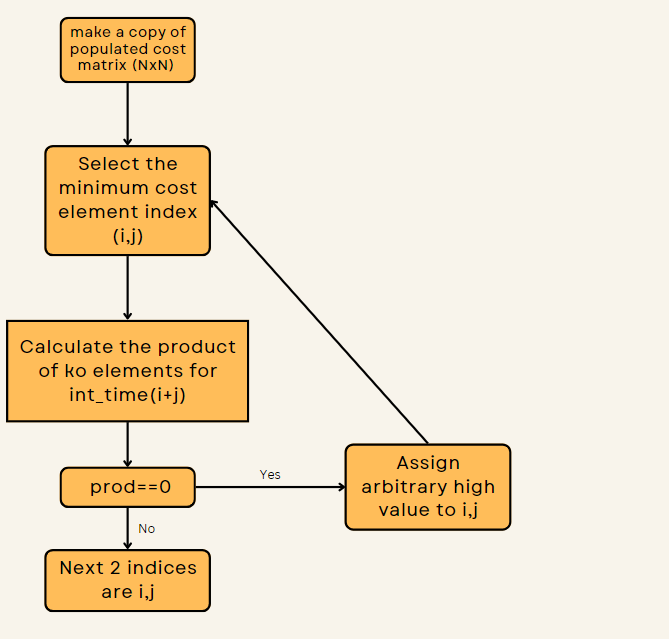 make a copy of
populated cost
matrix (NxN)
Select the
minimum cost
element index
(i,j)
Calculate the product
of ko elements for
int_time(i+j)
prod==0
Yes
Assign
arbitrary high
value to i,j
No
Next 2 indices
are i,j